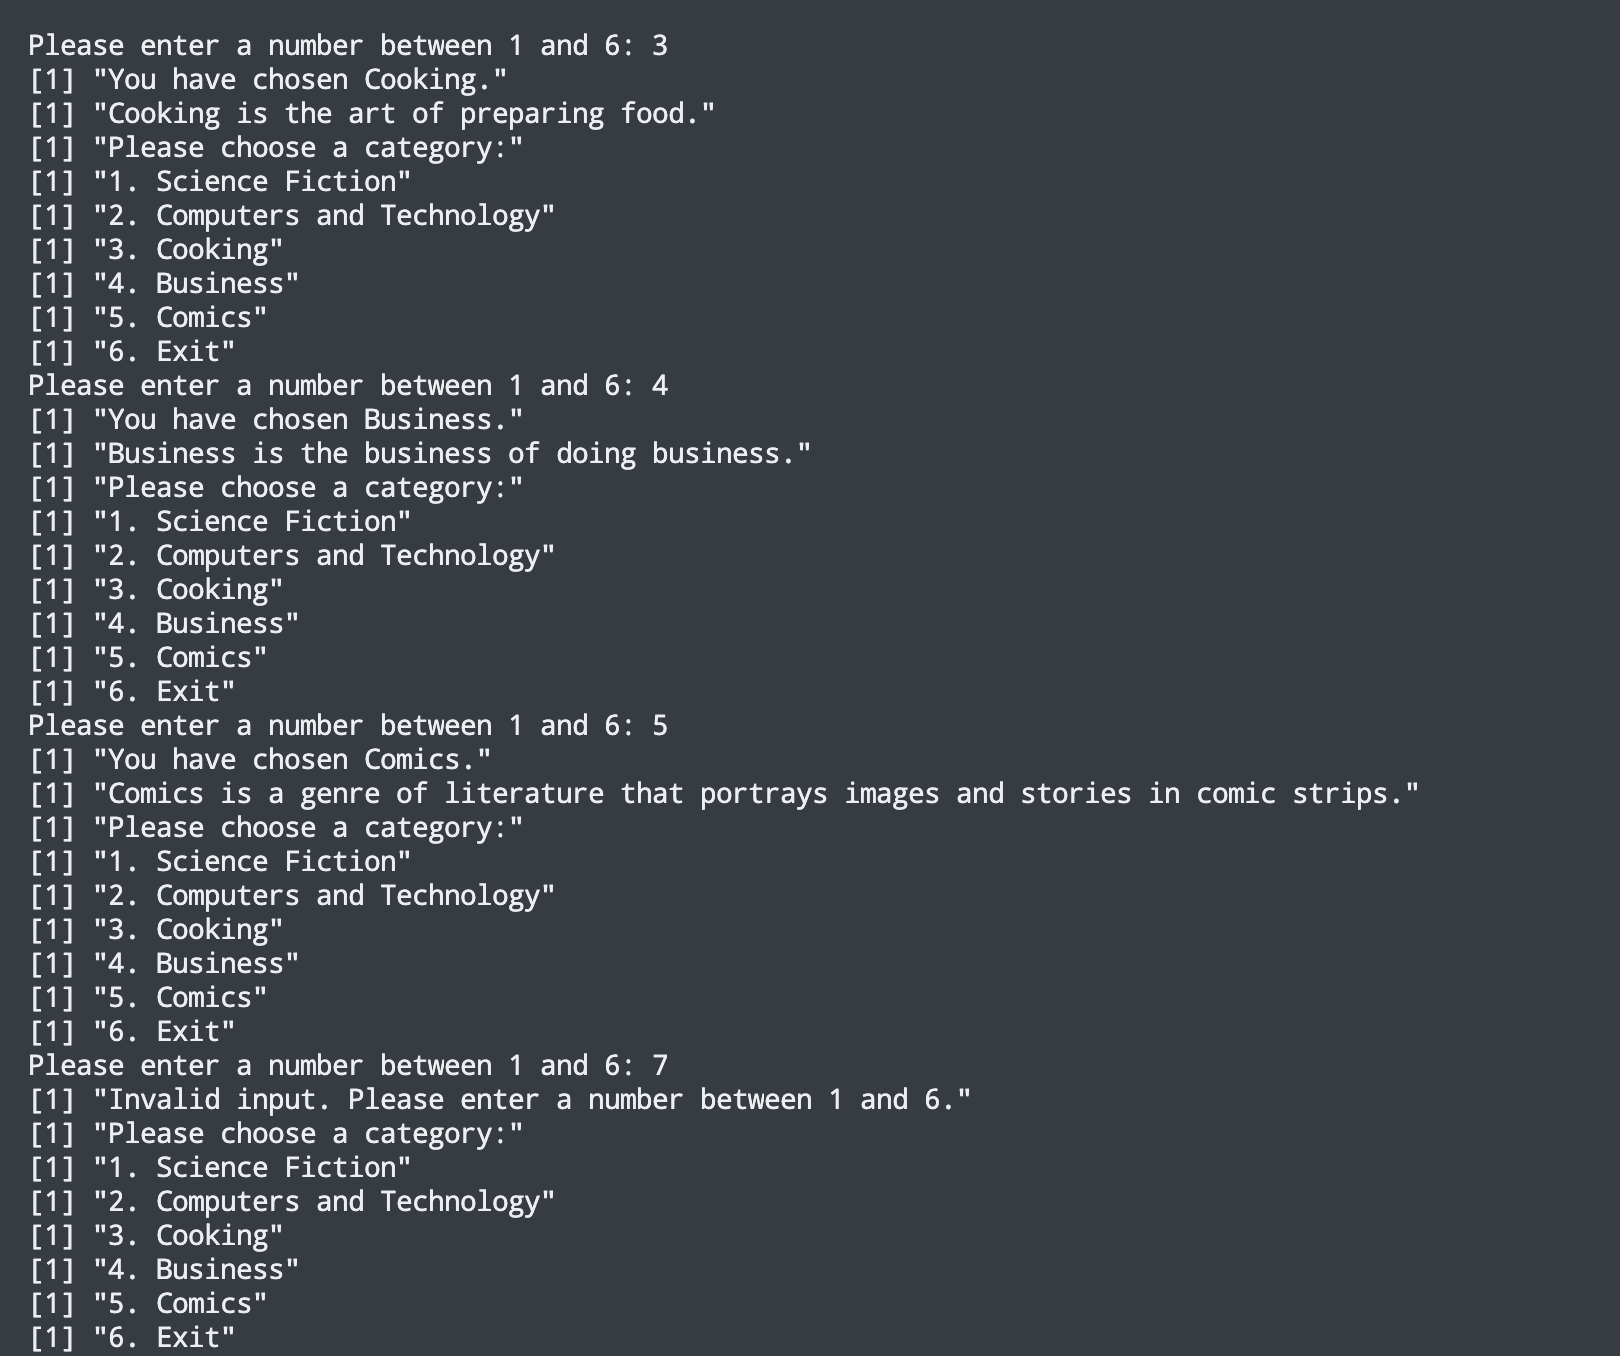 Please enter a number between 1 and 6: 3
[1] "You have chosen Cooking."
[1] "Cooking is the art of preparing food."
[1] "Please choose a category:"
[1] "1. Science Fiction"
[1] "2. Computers and Technology"
[1] "3. Cooking"
[1] "4. Business"
[1] "5. Comics"
[1] "6. Exit"
Please enter a number between 1 and 6: 4
[1] "You have chosen Business."
[1] "Business is the business of doing business."
[1] "Please choose a category:"
[1] "1. Science Fiction"
[1] "2. Computers and Technology"
[1] "3. Cooking"
[1] "4. Business"
[1] "5. Comics"
[1] "6. Exit"
Please enter a number between 1 and 6: 5
[1] "You have chosen Comics."
[1] "Comics is a genre of literature that portrays images and stories in comic strips."
[1] "Please choose a category:"
[1] "1. Science Fiction"
[1] "2. Computers and Technology"
[1] "3. Cooking"
[1] "4. Business"
[1] "5. Comics"
[1] "6. Exit"
Please enter a number between 1 and 6: 7
[1] "Invalid input. Please enter a number between 1 and 6."
[1] "Please choose a category:"
[1] "1. Science Fiction"
[1] "2. Computers and Technology"
[1] "3. Cooking"
[1] "4. Business"
[1] "5. Comics"
[1] "6. Exit"